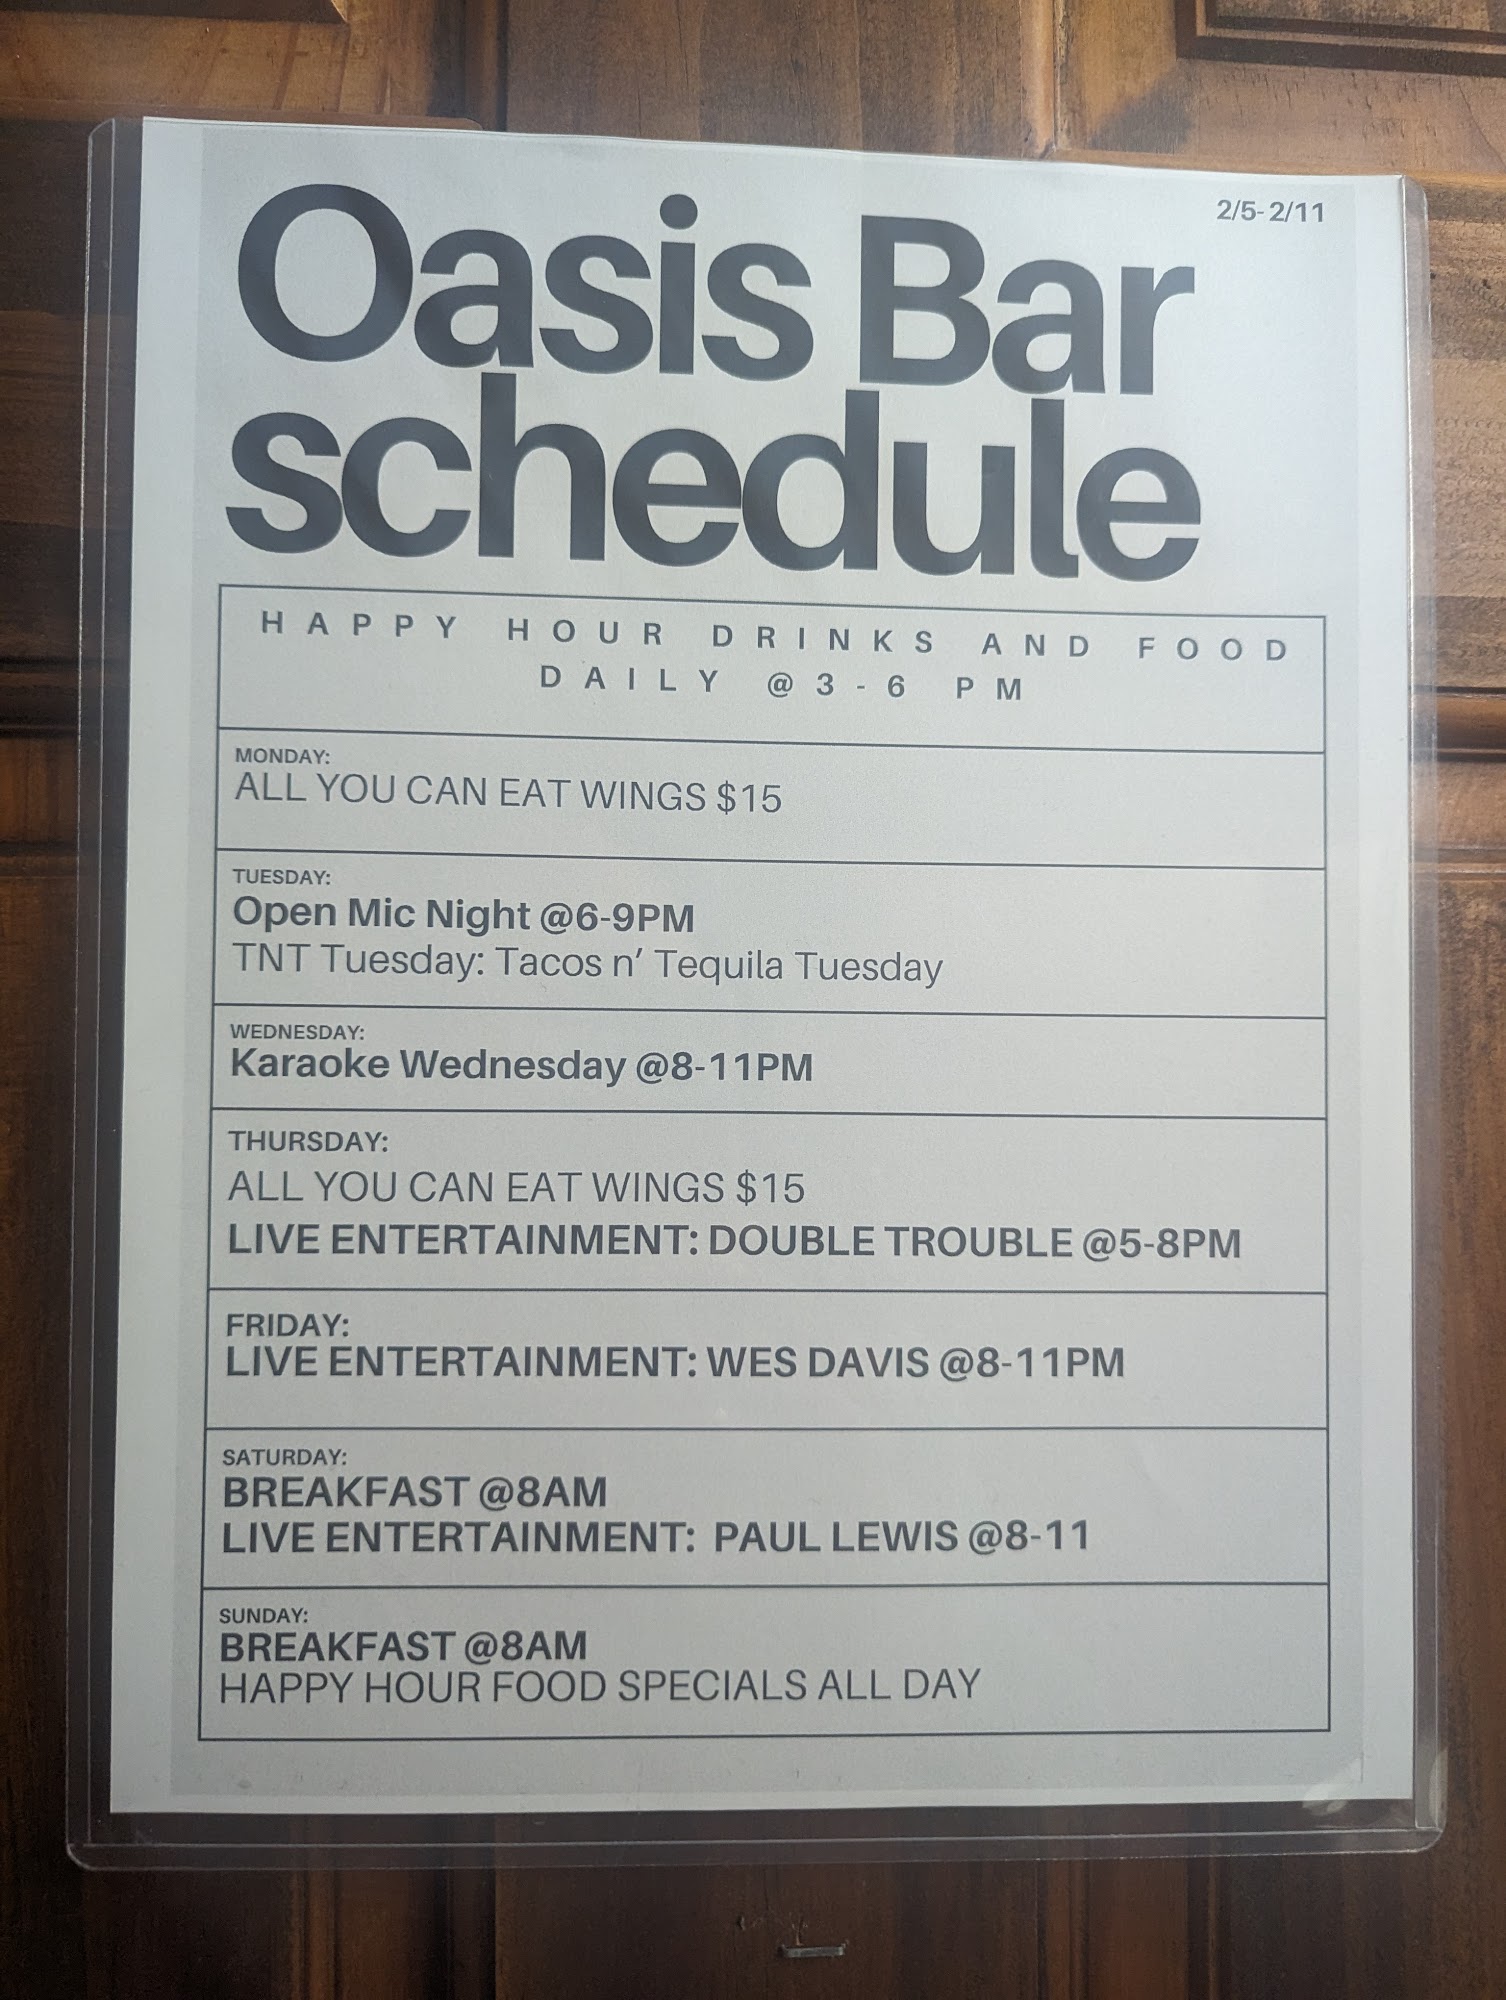 2/5-2/11
Oasis Bar
schedule
HAPPY HOUR DRINKS AND FOOD
DAILY @3-6 PM
MONDAY:
ALL YOU CAN EAT WINGS $15
TUESDAY:
Open Mic Night @6-9PM
TNT Tuesday: Tacos n’ Tequila Tuesday
WEDNESDAY:
Karaoke Wednesday @8-11PM
THURSDAY:
ALL YOU CAN EAT WINGS $15
LIVE ENTERTAINMENT: DOUBLE TROUBLE @5-8PM
FRIDAY:
LIVE ENTERTAINMENT: WES DAVIS @8-11PM
SATURDAY:
BREAKFAST @8AM
LIVE ENTERTAINMENT: PAUL LEWIS @8-11
SUNDAY:
BREAKFAST @8AM
HAPPY HOUR FOOD SPECIALS ALL DAY